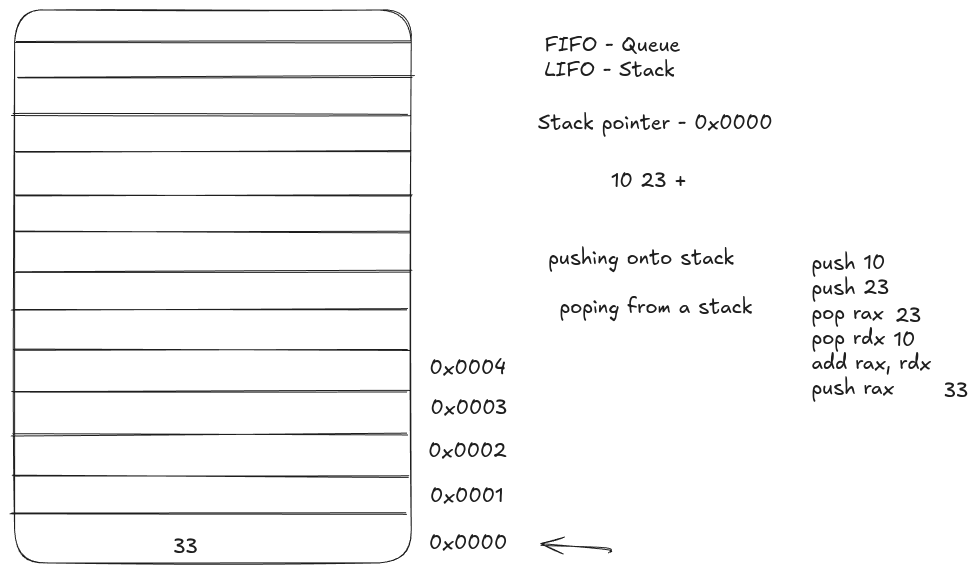 FIFO - Queue
LIFO - Stack
Stack pointer - 0x0000
10 23 +
pushing onto stack
poping from a stack
push 10
push 23
pop rax 23
pop rdx 10
add rax, rdx
push rax 33
0x0004
0x0003
0x0002
0x0001
33 0x0000